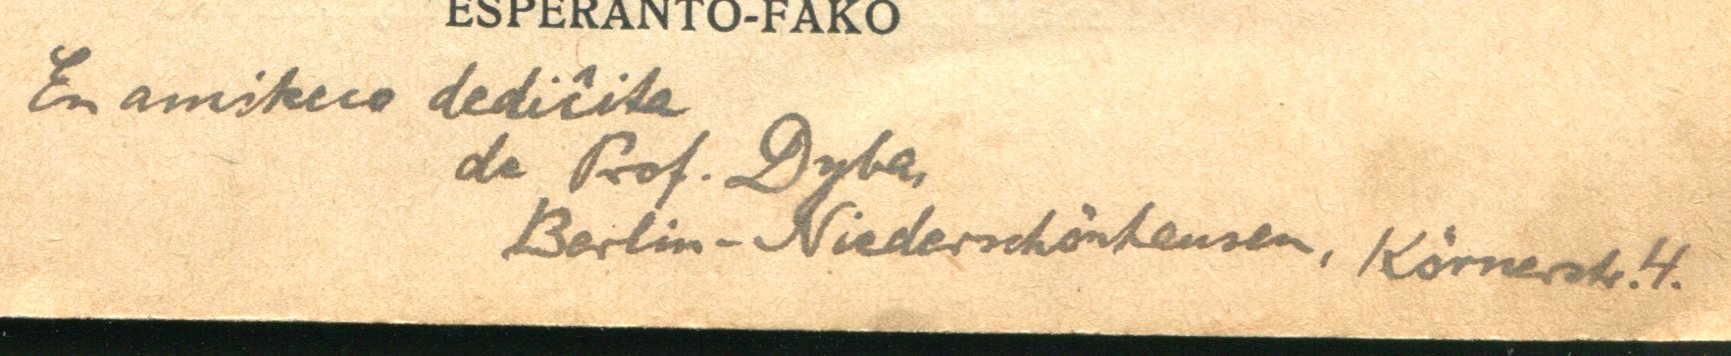 ESPERANTO-FAKO
En amikeco dediĉita
de Prof. Dyba,
Berlin-Niederschönhausen, Körnerstr. 4.